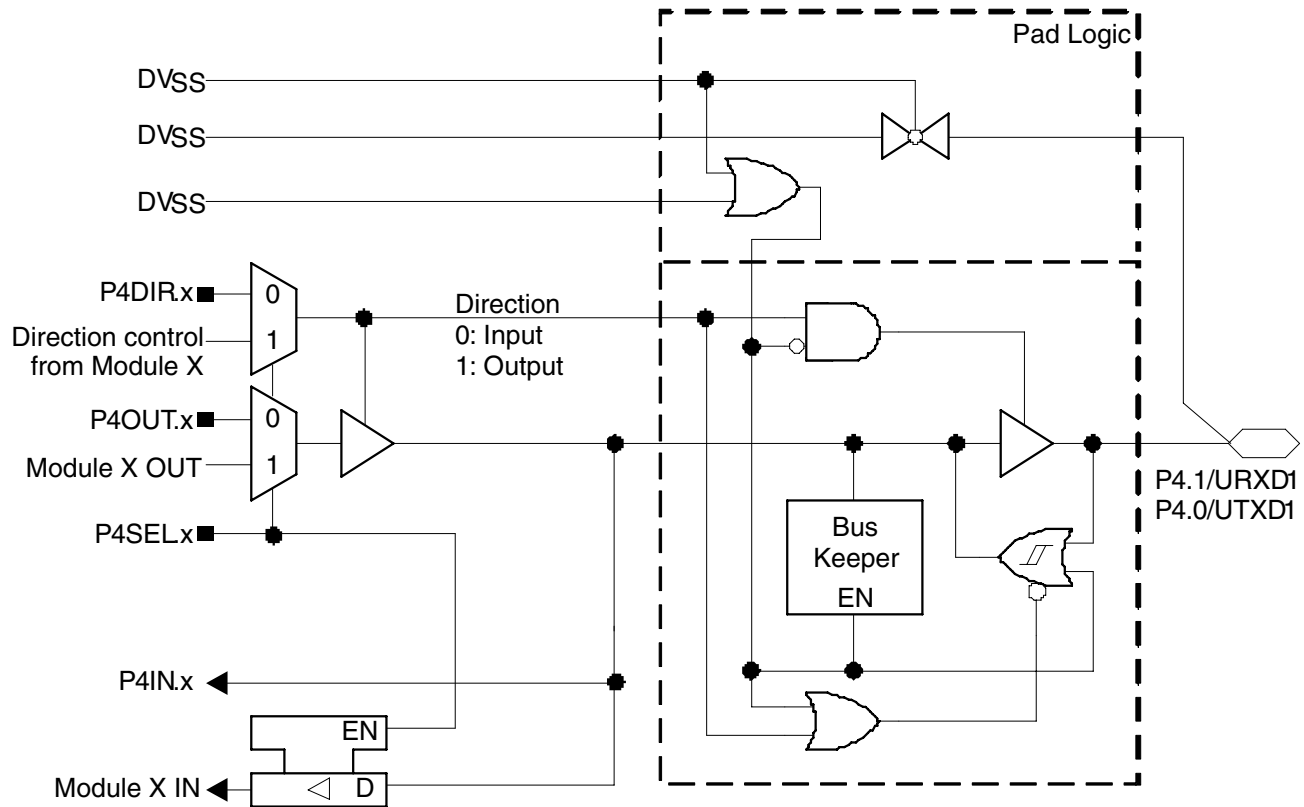 Pad Logic
DVSS
DVSS
DVSS
P4DIR.x
0
Direction control
from Module X
1
Direction
0: Input
1: Output
P4OUT.x
0
Module X OUT
1
P4SEL.x
P4.1/URXD1
P4.0/UTXD1
Bus
Keeper
EN
P4IN.x
EN
Module X IN
D